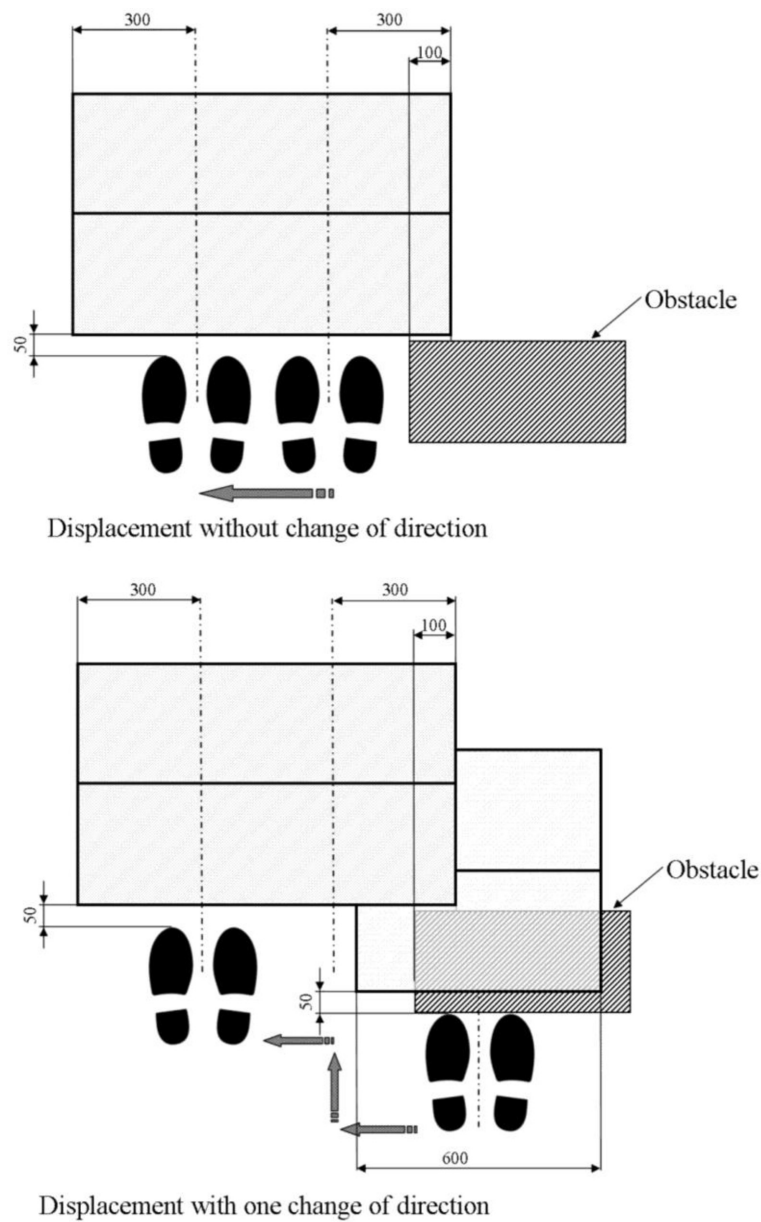 300
300
100
Obstacle
50
Displacement without change of direction
300
300
100
Obstacle
50
50
600
Displacement with one change of direction